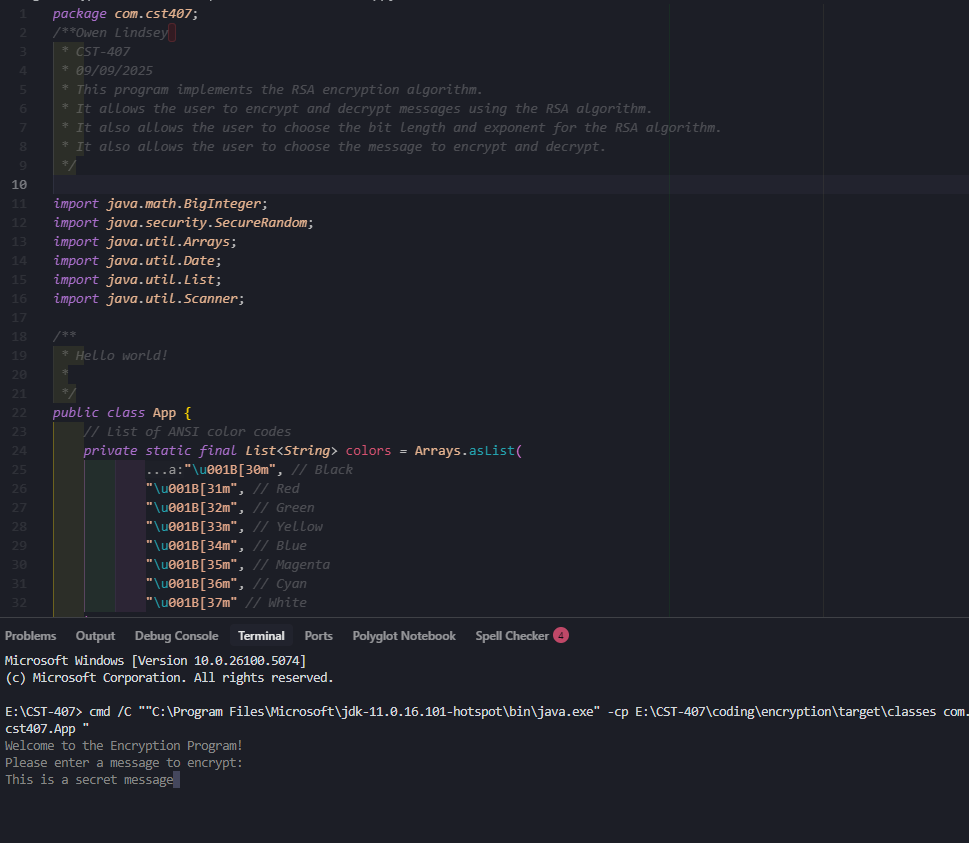 1 package com.cst407;
2 /**Owen Lindsey
3 * CST-407
4 * 09/09/2025
5 * This program implements the RSA encryption algorithm.
6 * It allows the user to encrypt and decrypt messages using the RSA algorithm.
7 * It also allows the user to choose the bit length and exponent for the RSA algorithm.
8 * It also allows the user to choose the message to encrypt and decrypt.
9 */
10
11 import java.math.BigInteger;
12 import java.security.SecureRandom;
13 import java.util.Arrays;
14 import java.util.Date;
15 import java.util.List;
16 import java.util.Scanner;
17
18 /**
19 * Hello world!
20 *
21 */
22 public class App {
23 // List of ANSI color codes
24 private static final List<String> colors = Arrays.asList(
25 ...a:"\u001B[30m", // Black
26 "\u001B[31m", // Red
27 "\u001B[32m", // Green
28 "\u001B[33m", // Yellow
29 "\u001B[34m", // Blue
30 "\u001B[35m", // Magenta
31 "\u001B[36m", // Cyan
32 "\u001B[37m" // White
Problems Output Debug Console Terminal Ports Polyglot Notebook Spell Checker 4
Microsoft Windows [Version 10.0.26100.5074]
(c) Microsoft Corporation. All rights reserved.
E:\CST-407> cmd /C ""C:\Program Files\Microsoft\jdk-11.0.16.101-hotspot\bin\java.exe" -cp E:\CST-407\coding\encryption\target\classes com.
cst407.App "
Welcome to the Encryption Program!
Please enter a message to encrypt:
This is a secret message